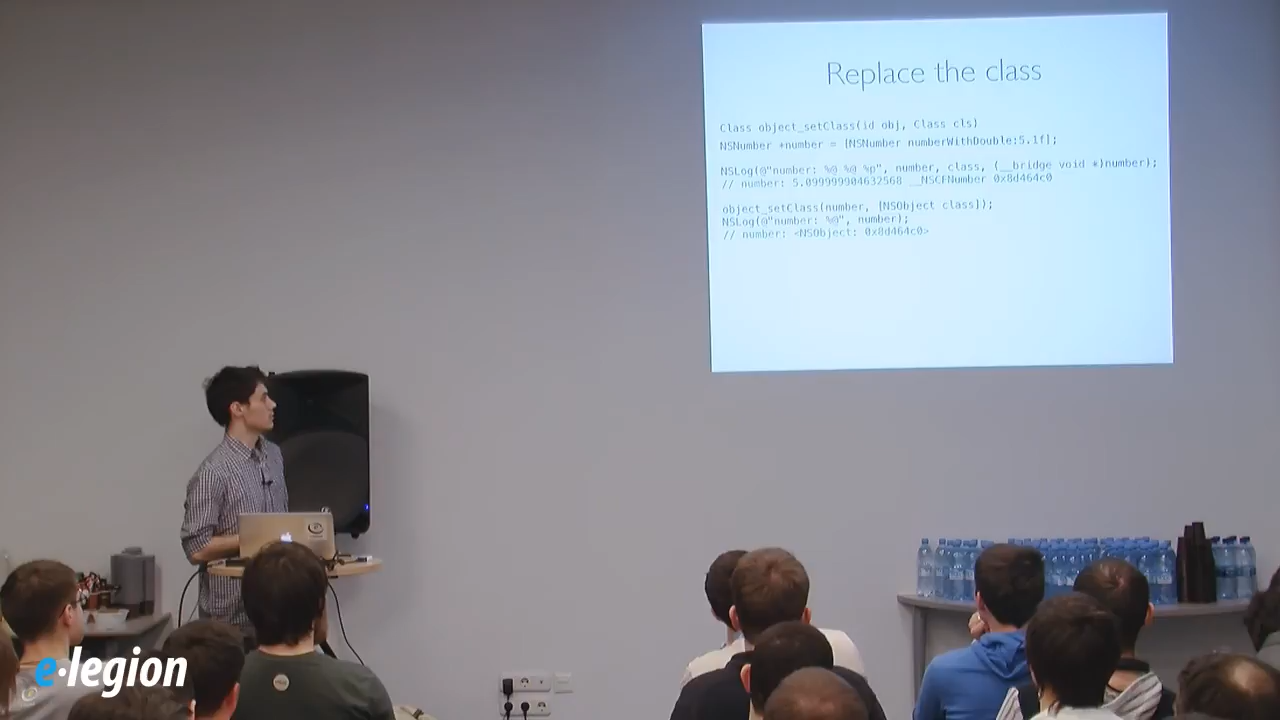 Replace the class
Class object_setClass(id obj, Class cls)
NSNumber *number = [NSNumber numberWithDouble:5.1f];
NSLog(@"number: %@ %@ %p", number, class, (__bridge void *)number);
// number: 5.099999904632568 __NSCFNumber 0x8d464c0
object_setClass(number, [NSObject class]);
NSLog(@"number: %@", number);
// number: <NSObject: 0x8d464c0>
e-legion